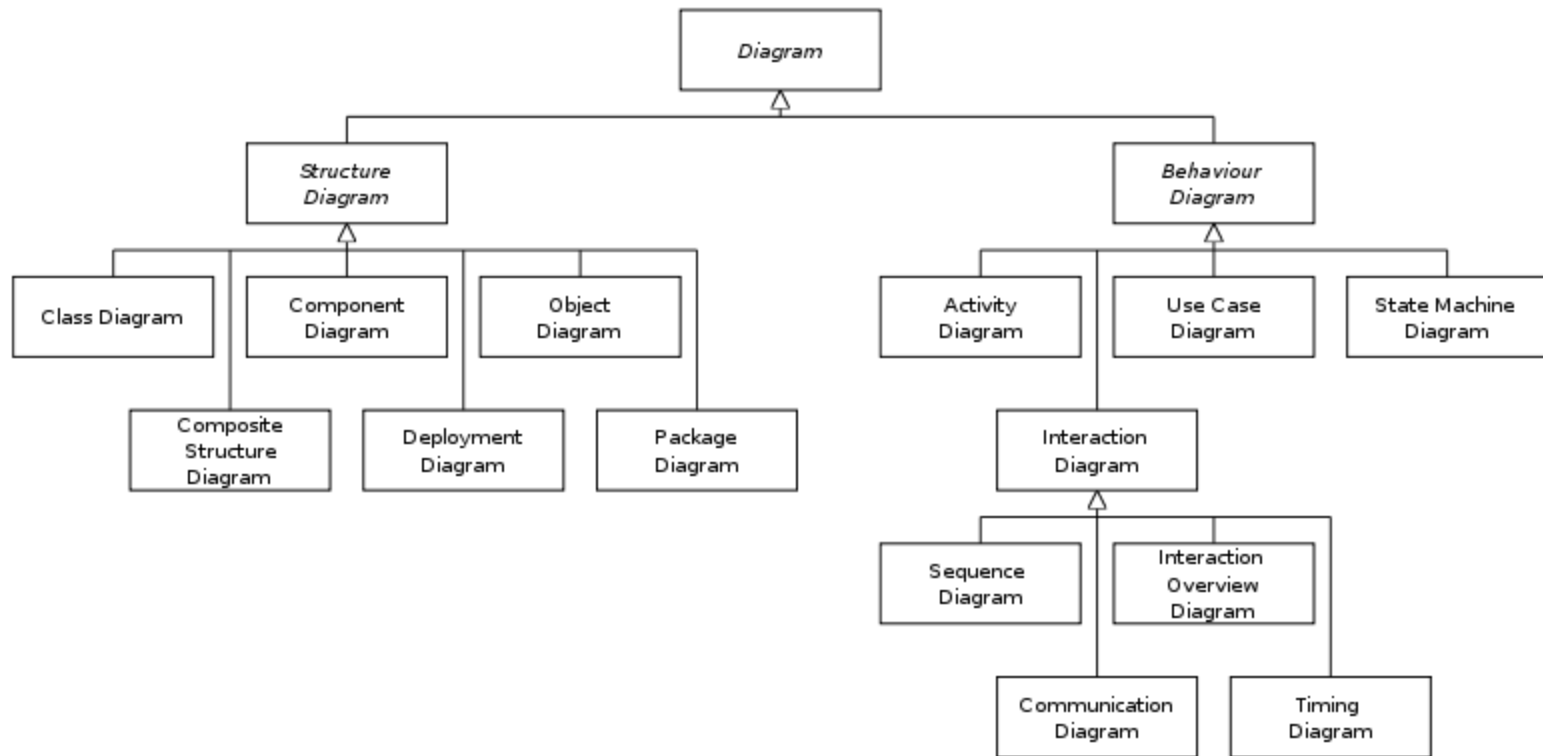 Diagram
Structure
Diagram
Behaviour
Diagram
Class Diagram
Component
Diagram
Object
Diagram
Activity
Diagram
Use Case
Diagram
State Machine
Diagram
Composite
Structure
Diagram
Deployment
Diagram
Package
Diagram
Interaction
Diagram
Sequence
Diagram
Interaction
Overview
Diagram
Communication
Diagram
Timing
Diagram